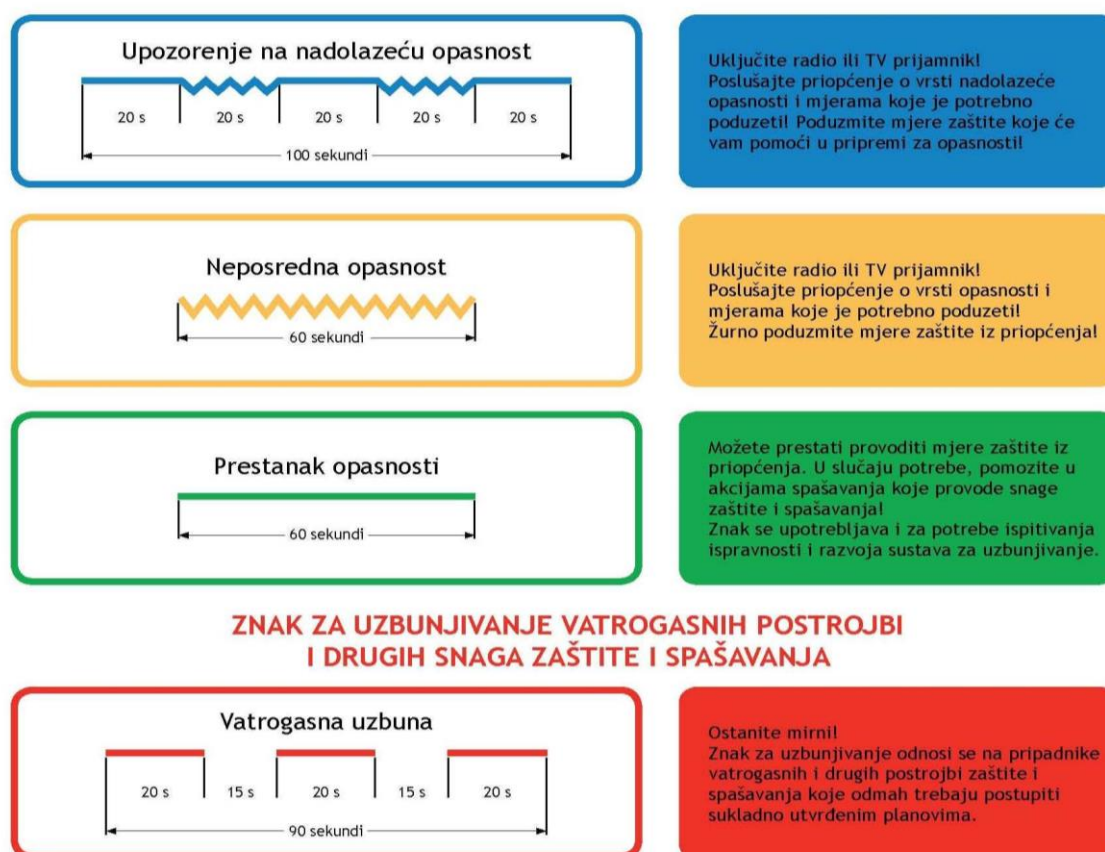 Upozorenje na nadolazeću opasnost
20 s 20 s 20 s 20 s 20 s
100 sekundi
Uključite radio ili TV prijamnik!
Poslušajte priopćenje o vrsti nadolazeće
opasnosti i mjerama koje je potrebno
poduzeti! Poduzmite mjere zaštite koje će
vam pomoći u pripremi za opasnosti!
Neposredna opasnost
60 sekundi
Uključite radio ili TV prijamnik!
Poslušajte priopćenje o vrsti opasnosti i
mjerama koje je potrebno poduzeti!
Žurno poduzmite mjere zaštite iz priopćenja!
Prestanak opasnosti
60 sekundi
Možete prestati provoditi mjere zaštite iz
priopćenja. U slučaju potrebe, pomozite u
akcijama spašavanja koje provode snage
zaštite i spašavanja!
Znak se upotrebljava i za potrebe ispitivanja
ispravnosti i razvoja sustava za uzbunjivanje.
ZNAK ZA UZBUNJIVANJE VATROGASNIH POSTROJBI
I DRUGIH SNAGA ZAŠTITE I SPAŠAVANJA
Vatrogasna uzbuna
20 s 15 s 20 s 15 s 20 s
90 sekundi
Ostanite mirni!
Znak za uzbunjivanje odnosi se na pripadnike
vatrogasnih i drugih postrojbi zaštite i
spašavanja koje odmah trebaju postupiti
sukladno utvrđenim planovima.